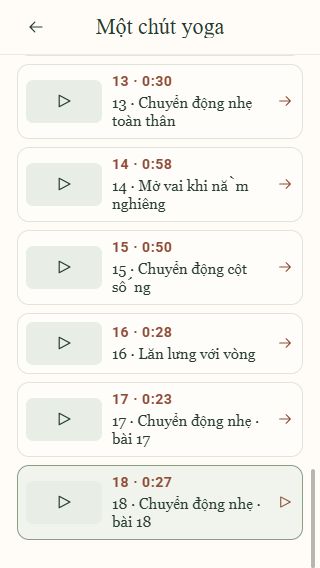 Một chút yoga
13 · 0:30
13 · Chuyển động nhẹ
toàn thân
14 · 0:58
14 · Mở vai khi nằm
nghiêng
15 · 0:50
15 · Chuyển động cột
sống
16 · 0:28
16 · Lăn lưng với vòng
17 · 0:23
17 · Chuyển động nhẹ ·
bài 17
18 · 0:27
18 · Chuyển động nhẹ ·
bài 18